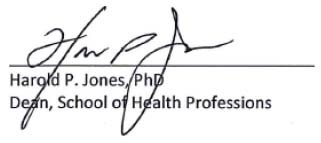 Harold P. Jones, PhD
Dean, School of Health Professions